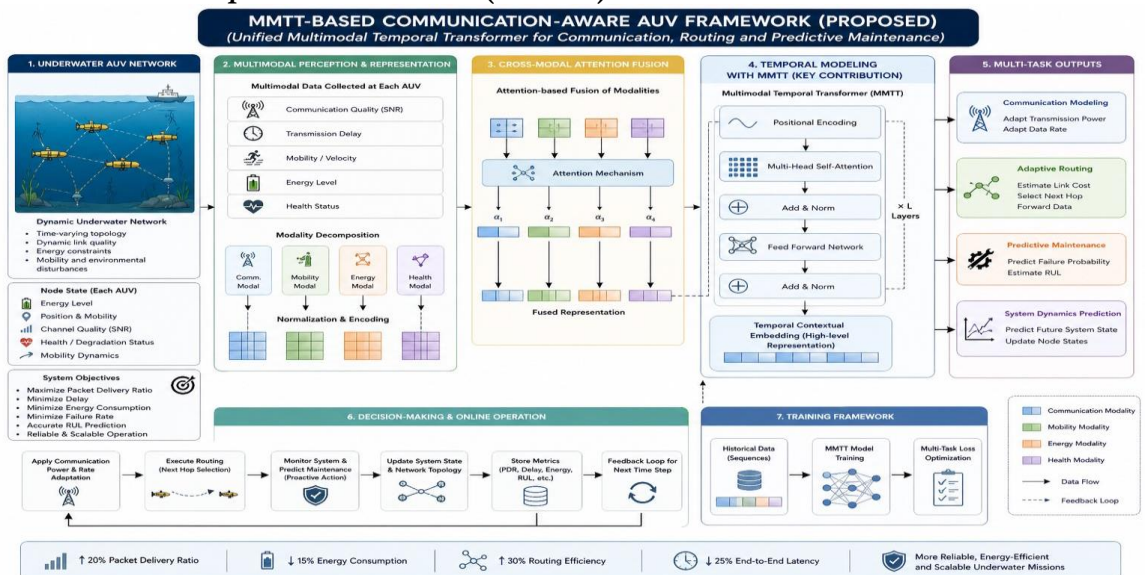 MMTT-BASED COMMUNICATION-AWARE AUV FRAMEWORK (PROPOSED)
(Unified Multimodal Temporal Transformer for Communication, Routing and Predictive Maintenance)
1. UNDERWATER AUV NETWORK
Dynamic Underwater Network
• Time-varying topology
• Dynamic link quality
• Energy constraints
• Mobility and environmental
disturbances
Node State (Each AUV)
Energy Level
Position & Mobility
Channel Quality (SNR)
Health / Degradation Status
Mobility Dynamics
System Objectives
• Maximize Packet Delivery Ratio
• Minimize Delay
• Minimize Energy Consumption
• Minimize Failure Rate
• Accurate RUL Prediction
• Reliable & Scalable Operation
2. MULTIMODAL PERCEPTION & REPRESENTATION
Multimodal Data Collected at Each AUV
Communication Quality (SNR)
Transmission Delay
Mobility / Velocity
Energy Level
Health Status
Modality Decomposition
Comm.
Modal
Mobility
Modal
Energy
Modal
Health
Modal
Normalization & Encoding
3. CROSS-MODAL ATTENTION FUSION
Attention-based Fusion of Modalities
Attention Mechanism
α1 α2 α3 α4
Fused Representation
4. TEMPORAL MODELING
WITH MMTT (KEY CONTRIBUTION)
Multimodal Temporal Transformer (MMTT)
Positional Encoding
Multi-Head Self-Attention
Add & Norm
Feed Forward Network
Add & Norm
× L
Layers
Temporal Contextual
Embedding (High-level
Representation)
5. MULTI-TASK OUTPUTS
Communication Modeling
Adapt Transmission Power
Adapt Data Rate
Adaptive Routing
Estimate Link Cost
Select Next Hop
Forward Data
Predictive Maintenance
Predict Failure Probability
Estimate RUL
System Dynamics Prediction
Predict Future System State
Update Node States
6. DECISION-MAKING & ONLINE OPERATION
Apply Communication
Power & Rate
Adaptation
Execute Routing
(Next Hop Selection)
Monitor System &
Predict Maintenance
(Proactive Action)
Update System State
& Network Topology
Store Metrics
(PDR, Delay, Energy,
RUL, etc.)
Feedback Loop for
Next Time Step
7. TRAINING FRAMEWORK
Historical Data
(Sequences)
MMTT Model
Training
Multi-Task Loss
Optimization
Communication Modality
Mobility Modality
Energy Modality
Health Modality
Data Flow
Feedback Loop
↑ 20% Packet Delivery Ratio
↓ 15% Energy Consumption
↑ 30% Routing Efficiency
↓ 25% End-to-End Latency
More Reliable, Energy-Efficient
and Scalable Underwater Missions